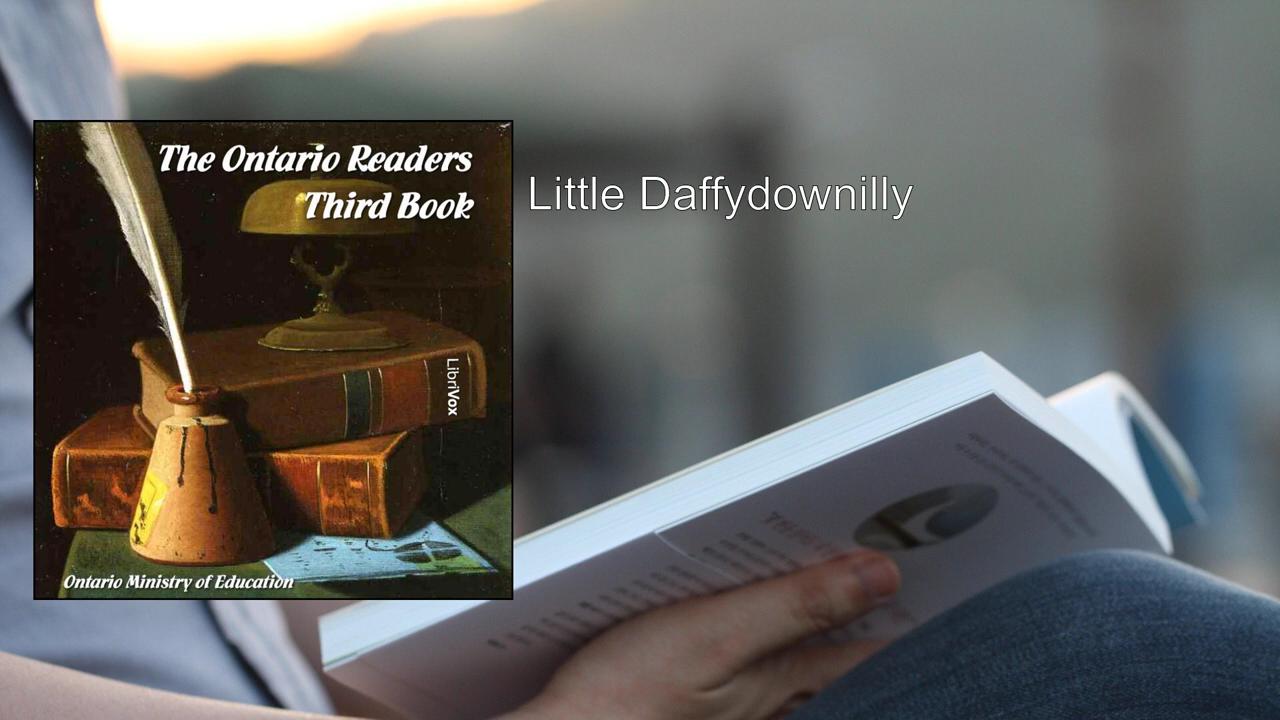 The Ontario Readers
Third Book
LibriVox
Ontario Ministry of Education
Little Daffydownilly